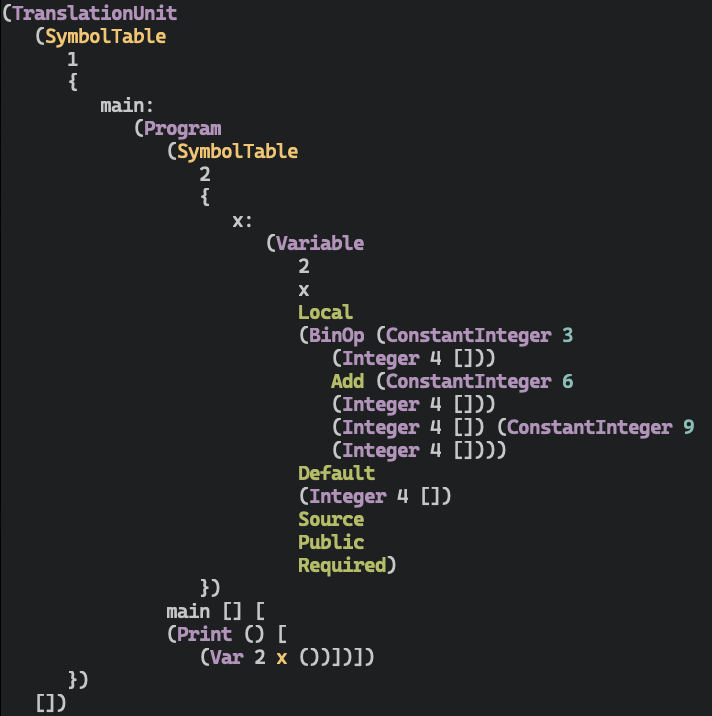 (TranslationUnit
(SymbolTable
1
{
main:
(Program
(SymbolTable
2
{
x:
(Variable
2
x
Local
(BinOp (ConstantInteger 3
(Integer 4 []))
Add (ConstantInteger 6
(Integer 4 []))
(Integer 4 []) (ConstantInteger 9
(Integer 4 [])))
Default
(Integer 4 [])
Source
Public
Required)
})
main [] [
(Print () [
(Var 2 x ())])])
})
[])